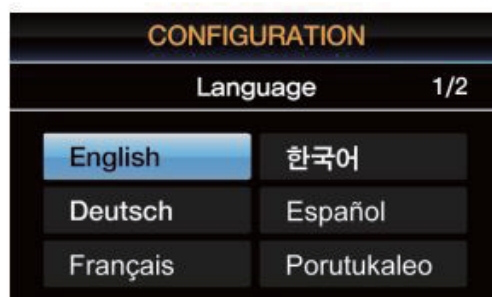 CONFIGURATION
Language 1/2
English 한국어
Deutsch Español
Français Porutukaleo